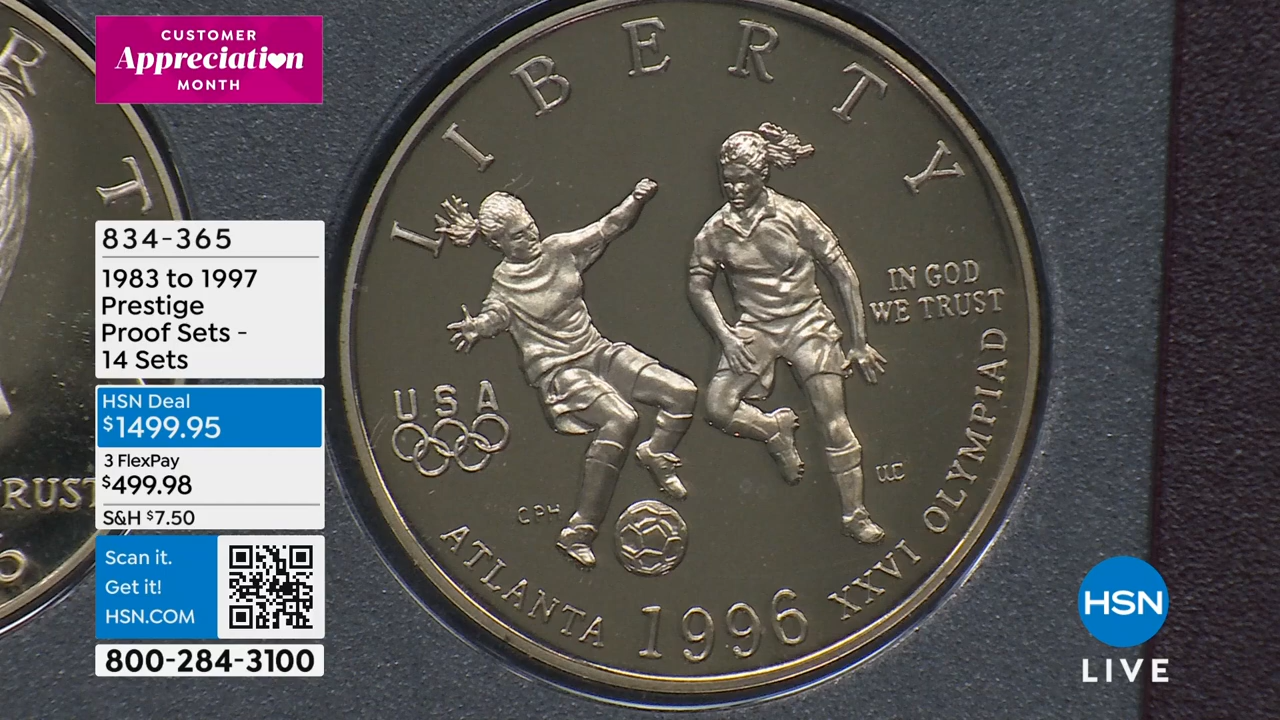 CUSTOMER
Appreciation
MONTH
834-365
1983 to 1997
Prestige
Proof Sets -
14 Sets
HSN Deal
$1499.95
3 FlexPay
$499.98
S&H $7.50
Scan it.
Get it!
HSN.COM
800-284-3100
R
T
RUST
LIBERTY
IN GOD
WE TRUST
USA
CPH
UC
ATLANTA 1996 XXVI OLYMPIAD
HSN
LIVE